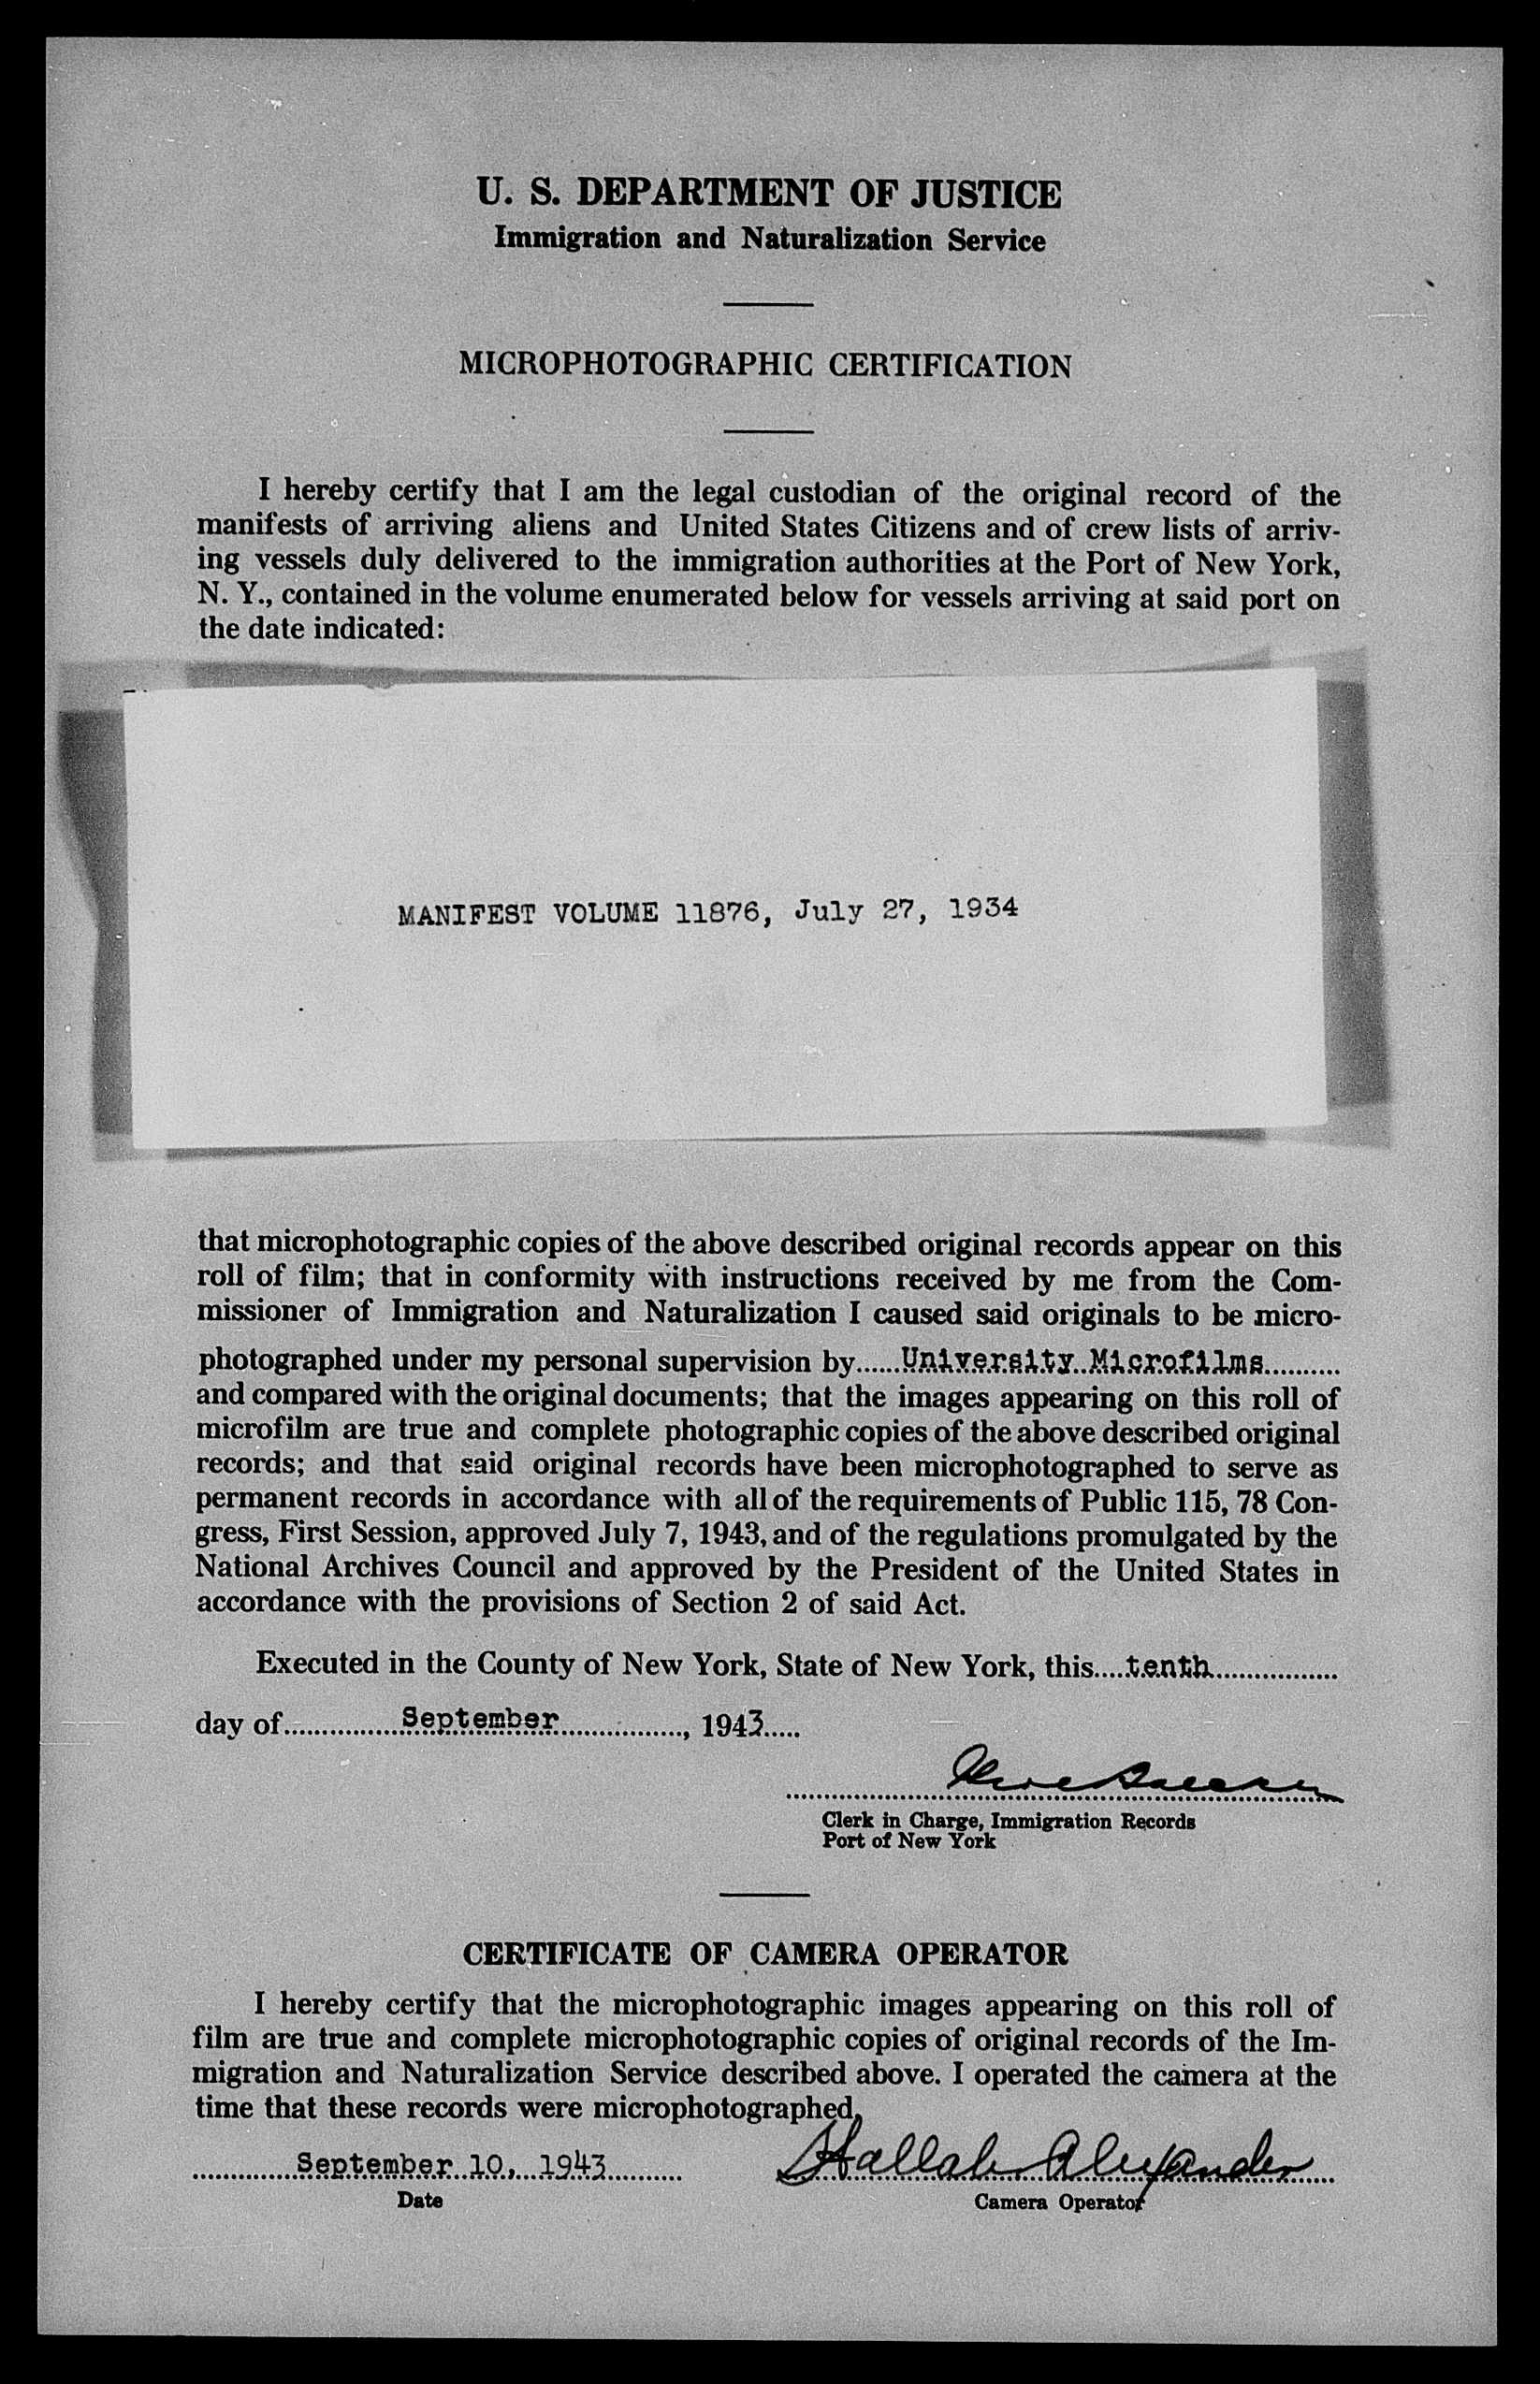 U. S. DEPARTMENT OF JUSTICE
Immigration and Naturalization Service
MICROPHOTOGRAPHIC CERTIFICATION
I hereby certify that I am the legal custodian of the original record of the
manifests of arriving aliens and United States Citizens and of crew lists of arriv-
ing vessels duly delivered to the immigration authorities at the Port of New York,
N. Y., contained in the volume enumerated below for vessels arriving at said port on
the date indicated:
MANIFEST VOLUME 11876, July 27, 1934
that microphotographic copies of the above described original records appear on this
roll of film; that in conformity with instructions received by me from the Com-
missioner of Immigration and Naturalization I caused said originals to be micro-
photographed under my personal supervision by......University Microfilms..........
and compared with the original documents; that the images appearing on this roll of
microfilm are true and complete photographic copies of the above described original
records; and that said original records have been microphotographed to serve as
permanent records in accordance with all of the requirements of Public 115, 78 Con-
gress, First Session, approved July 7, 1943, and of the regulations promulgated by the
National Archives Council and approved by the President of the United States in
accordance with the provisions of Section 2 of said Act.
Executed in the County of New York, State of New York, this....tenth................
day of...............September................, 1943.....
Clerk in Charge, Immigration Records
Port of New York
CERTIFICATE OF CAMERA OPERATOR
I hereby certify that the microphotographic images appearing on this roll of
film are true and complete microphotographic copies of original records of the Im-
migration and Naturalization Service described above. I operated the camera at the
time that these records were microphotographed.
.............September 10, 1943.......... Hallah Alexander
Date Camera Operator